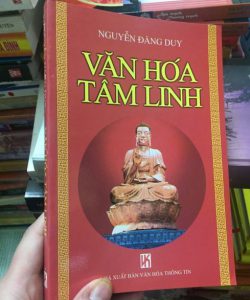 NGUYỄN ĐĂNG DUY
VĂN HÓA
TÂM LINH
NHÀ XUẤT BẢN VĂN HÓA THÔNG TIN